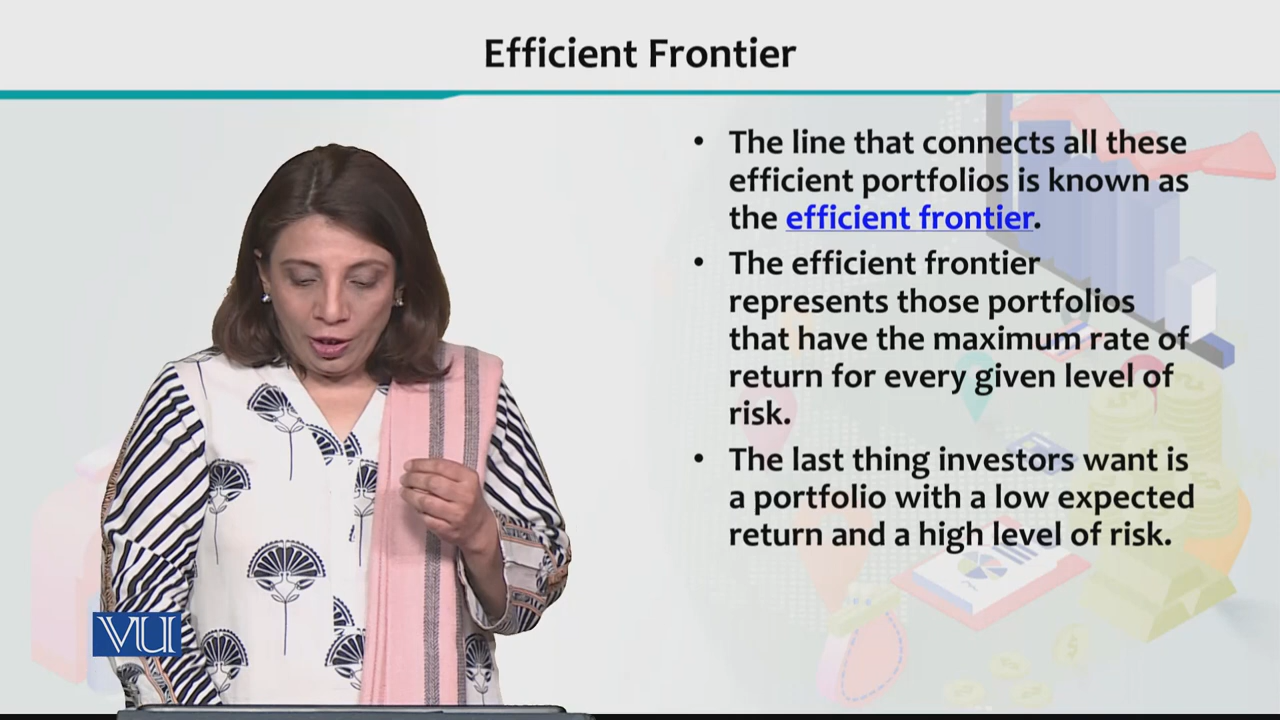 Efficient Frontier
• The line that connects all these
efficient portfolios is known as
the efficient frontier.
• The efficient frontier
represents those portfolios
that have the maximum rate of
return for every given level of
risk.
• The last thing investors want is
a portfolio with a low expected
return and a high level of risk.
VU